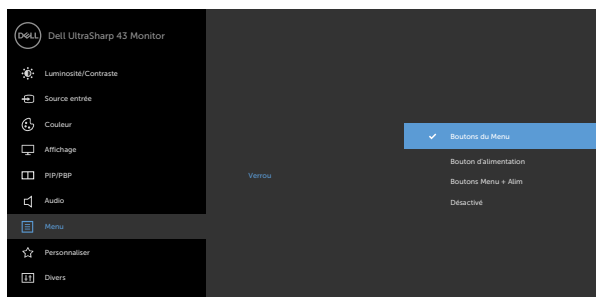 DELL Dell UltraSharp 43 Monitor
Luminosité/Contraste
Source entrée
Couleur
Affichage
PIP/PBP
Audio
Menu
Personnaliser
Divers
Verrou
Boutons du Menu
Bouton d'alimentation
Boutons Menu + Alim
Désactivé